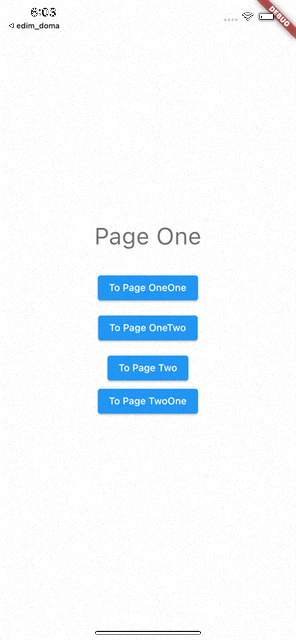 6:03
edim_doma
DEBUG
Page One
To Page OneOne
To Page OneTwo
To Page Two
To Page TwoOne